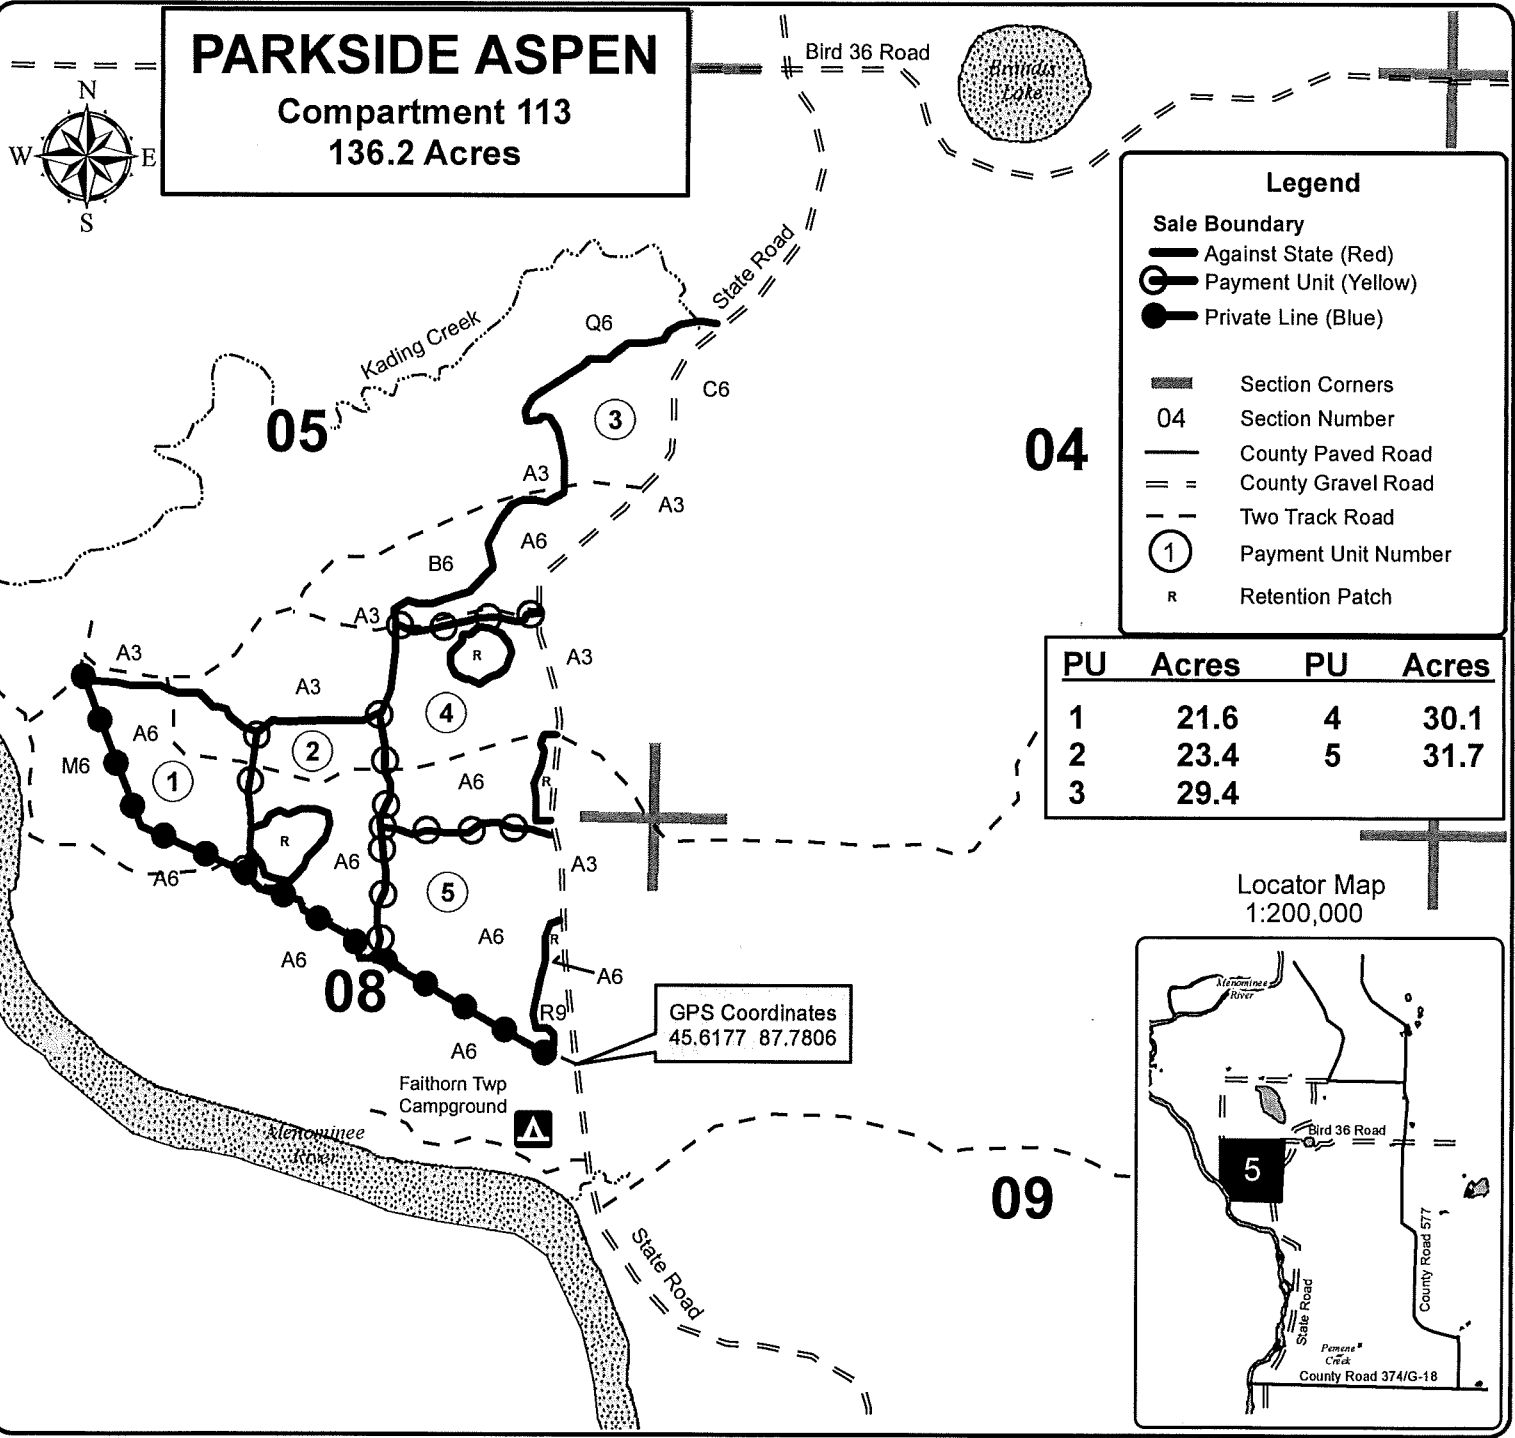 PARKSIDE ASPEN
Compartment 113
136.2 Acres
N
W E
S
Bird 36 Road
Brandis
Lake
State Road
Kading Creek
Q6
C6
05
3
04
A3
A3
A6
B6
A3
R
A3
A3
A3
4
A6
2
M6
1
A6
R
R
A6
A3
A6
5
A6
R
A6
A6
08
R9
A6
GPS Coordinates
45.6177 87.7806
Faithorn Twp
Campground
Menominee
River
09
State Road
Legend
Sale Boundary
Against State (Red)
Payment Unit (Yellow)
Private Line (Blue)
Section Corners
04 Section Number
County Paved Road
County Gravel Road
Two Track Road
1 Payment Unit Number
R Retention Patch
PU Acres PU Acres
1 21.6 4 30.1
2 23.4 5 31.7
3 29.4
Locator Map
1:200,000
Menominee
River
Bird 36 Road
5
County Road 577
State Road
Pemene
Creek
County Road 374/G-18